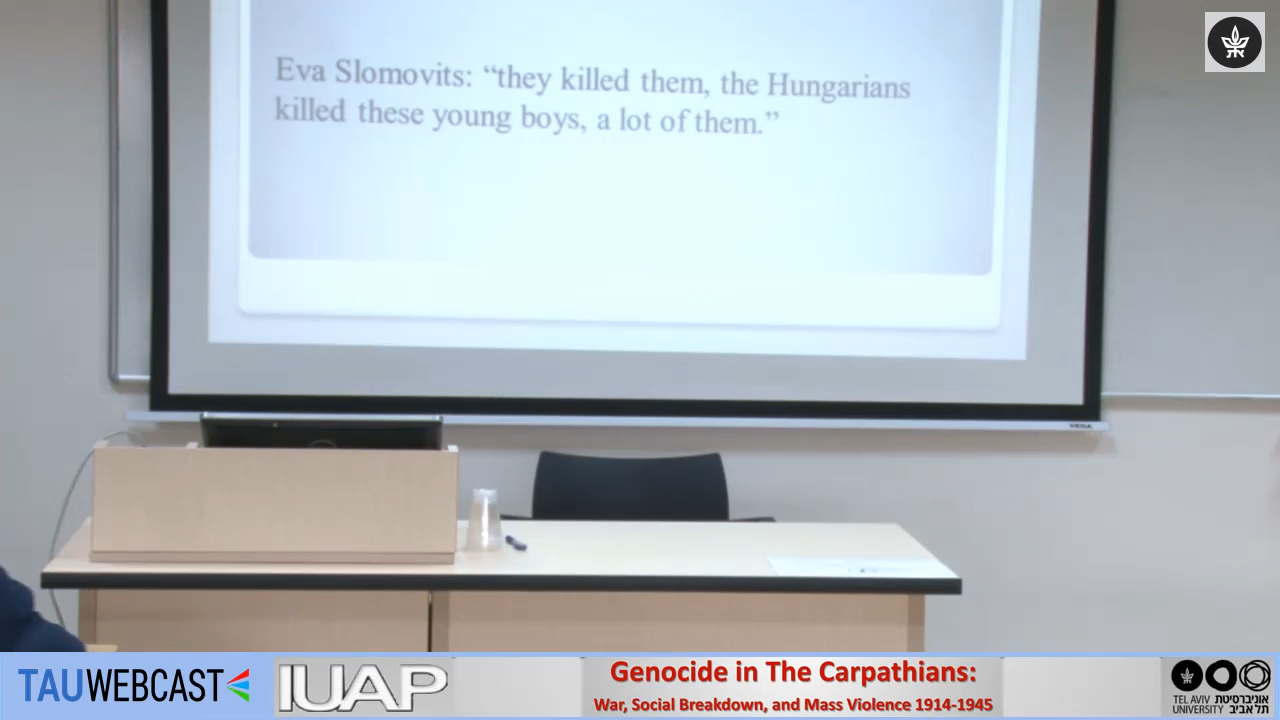 Eva Slomovits: “they killed them, the Hungarians
killed these young boys, a lot of them.”
VEGA
TAUWEBCAST
IUAP
Genocide in The Carpathians:
War, Social Breakdown, and Mass Violence 1914-1945
TEL AVIV אוניברסיטת
UNIVERSITY תל אביב